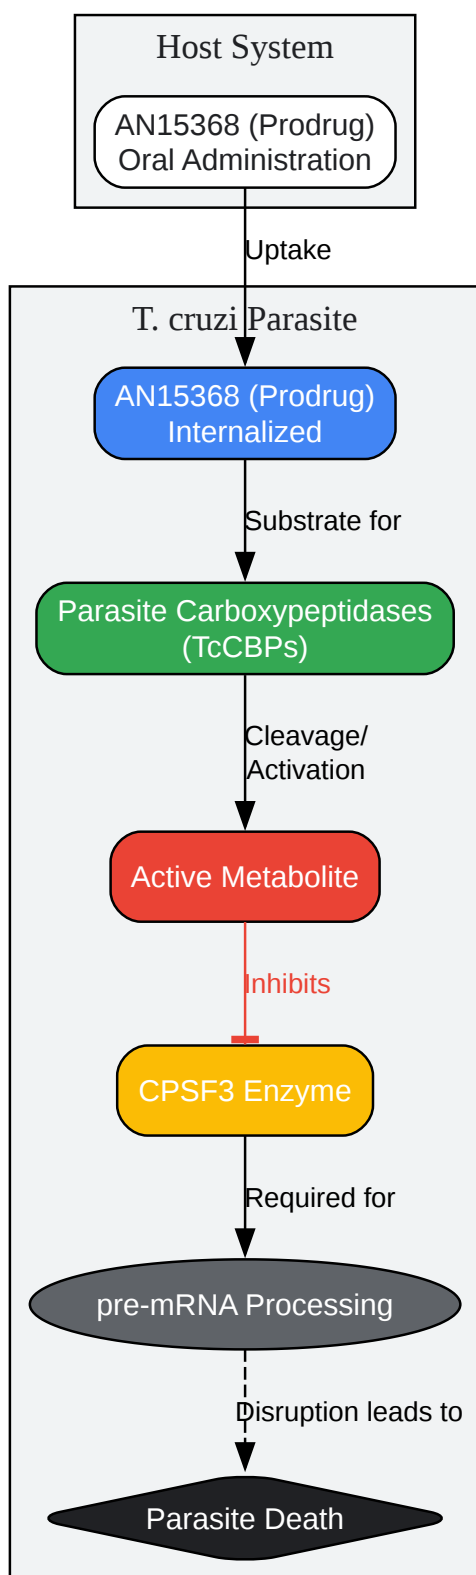 Host System
AN15368 (Prodrug)
Oral Administration
Uptake
T. cruzi Parasite
AN15368 (Prodrug)
Internalized
Substrate for
Parasite Carboxypeptidases
(TcCBPs)
Cleavage/
Activation
Active Metabolite
Inhibits
CPSF3 Enzyme
Required for
pre-mRNA Processing
Disruption leads to
Parasite Death